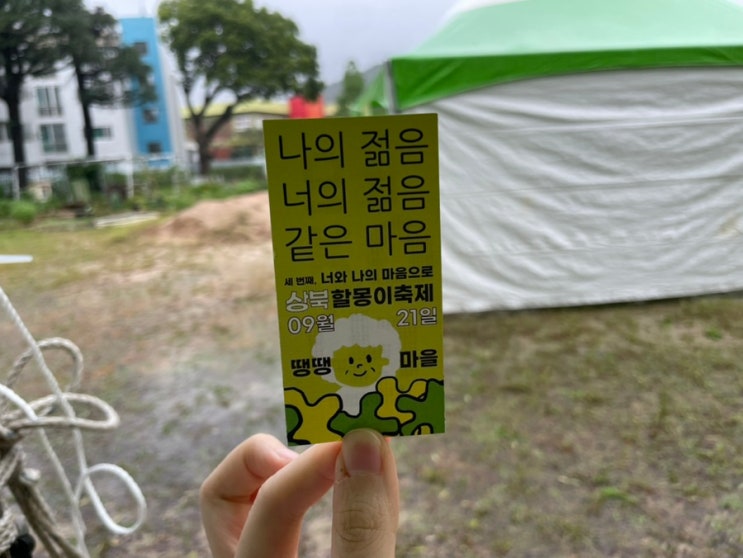 나의 젊음
너의 젊음
같은 마음
세 번째, 너와 나의 마음으로
상북할몽이축제
09월 21일
땡땡 마을